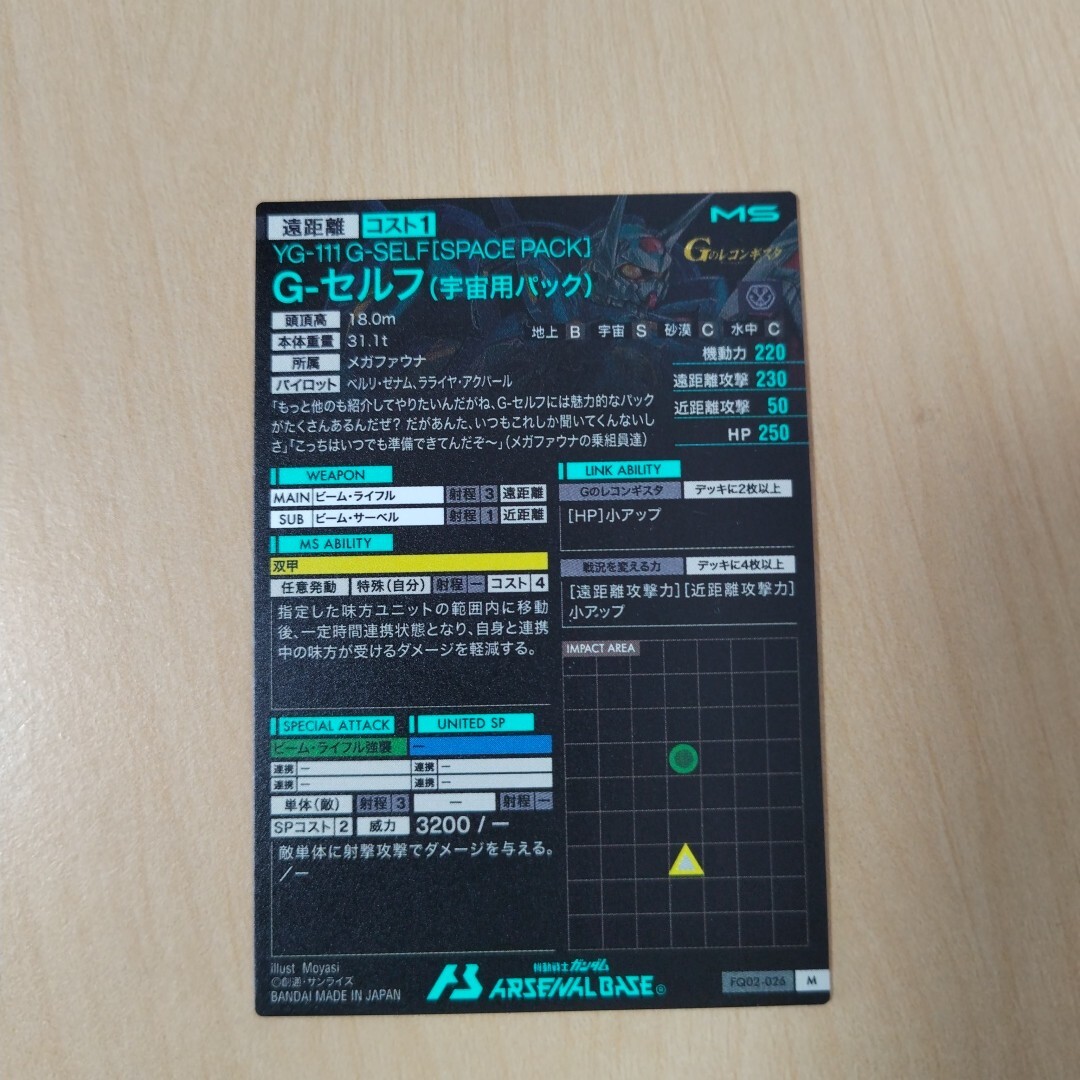 遠距離 コスト1
MS
YG-111 G-SELF[SPACE PACK]
G-セルフ(宇宙用パック)
Gのレコンギスタ
頭頂高 18.0m
本体重量 31.1t
所属 メガファウナ
パイロット ベルリ・ゼナム、ラライヤ・アクパール
地上 B 宇宙 S 砂漠 C 水中 C
機動力 220
遠距離攻撃 230
近距離攻撃 50
HP 250
「もっと他のも紹介してやりたいんだがね、G-セルフには魅力的なパック
がたくさんあるんだぜ? だがあんた、いつもこれしか聞いてくんないし
さ」「こっちはいつでも準備できてんだぞ~」(メガファウナの乗組員達)
WEAPON
MAIN ビーム・ライフル 射程 3 遠距離
SUB ビーム・サーベル 射程 1 近距離
MS ABILITY
双甲
任意発動 特殊(自分) 射程 ー コスト 4
指定した味方ユニットの範囲内に移動
後、一定時間連携状態となり、自身と連携
中の味方が受けるダメージを軽減する。
LINK ABILITY
Gのレコンギスタ デッキに2枚以上
[HP]小アップ
戦況を変える力 デッキに4枚以上
[遠距離攻撃力][近距離攻撃力]
小アップ
IMPACT AREA
SPECIAL ATTACK UNITED SP
ビーム・ライフル強襲 ー
連携 ー 連携 ー
連携 ー 連携 ー
単体(敵) 射程 3 ー 射程 ー
SPコスト 2 威力 3200 / ー
敵単体に射撃攻撃でダメージを与える。
/ー
illust Moyasi
©創通・サンライズ
BANDAI MADE IN JAPAN
機動戦士ガンダム
AB ARSENAL BASE®
FQ02-026 M